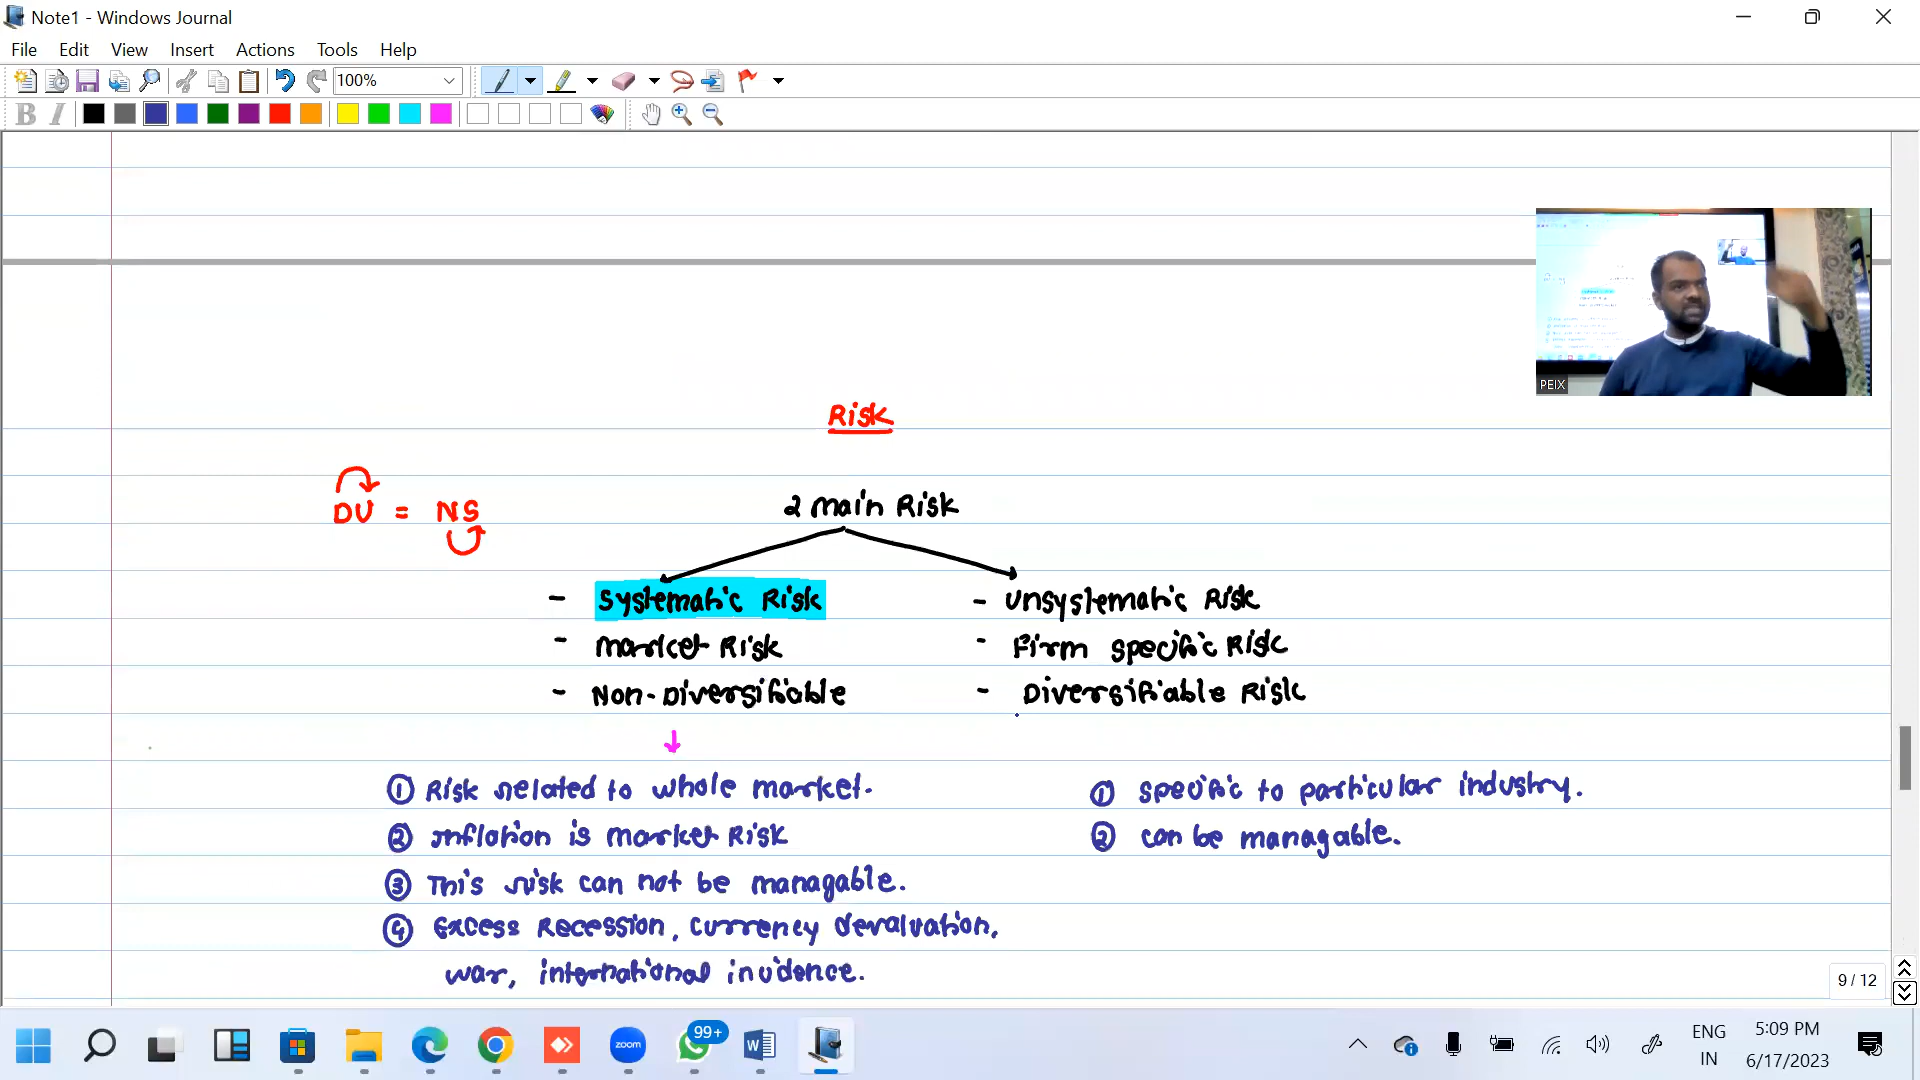 Note1 - Windows Journal
File Edit View Insert Actions Tools Help
100%
B I
PEIX
Risk
DU = NS
2 main Risk
- Systematic Risk
- Unsystematic Risk
- Market Risk
- Firm specific Risk
- Non-Diversifiable
- Diversifiable Risk
① Risk related to whole market.
① specific to particular industry.
② Inflation is market Risk
② can be managable.
③ This risk can not be managable.
④ Excess Recession, currency devaluation,
war, international incidence.
9 / 12
99+
zoom
ENG
IN
5:09 PM
6/17/2023